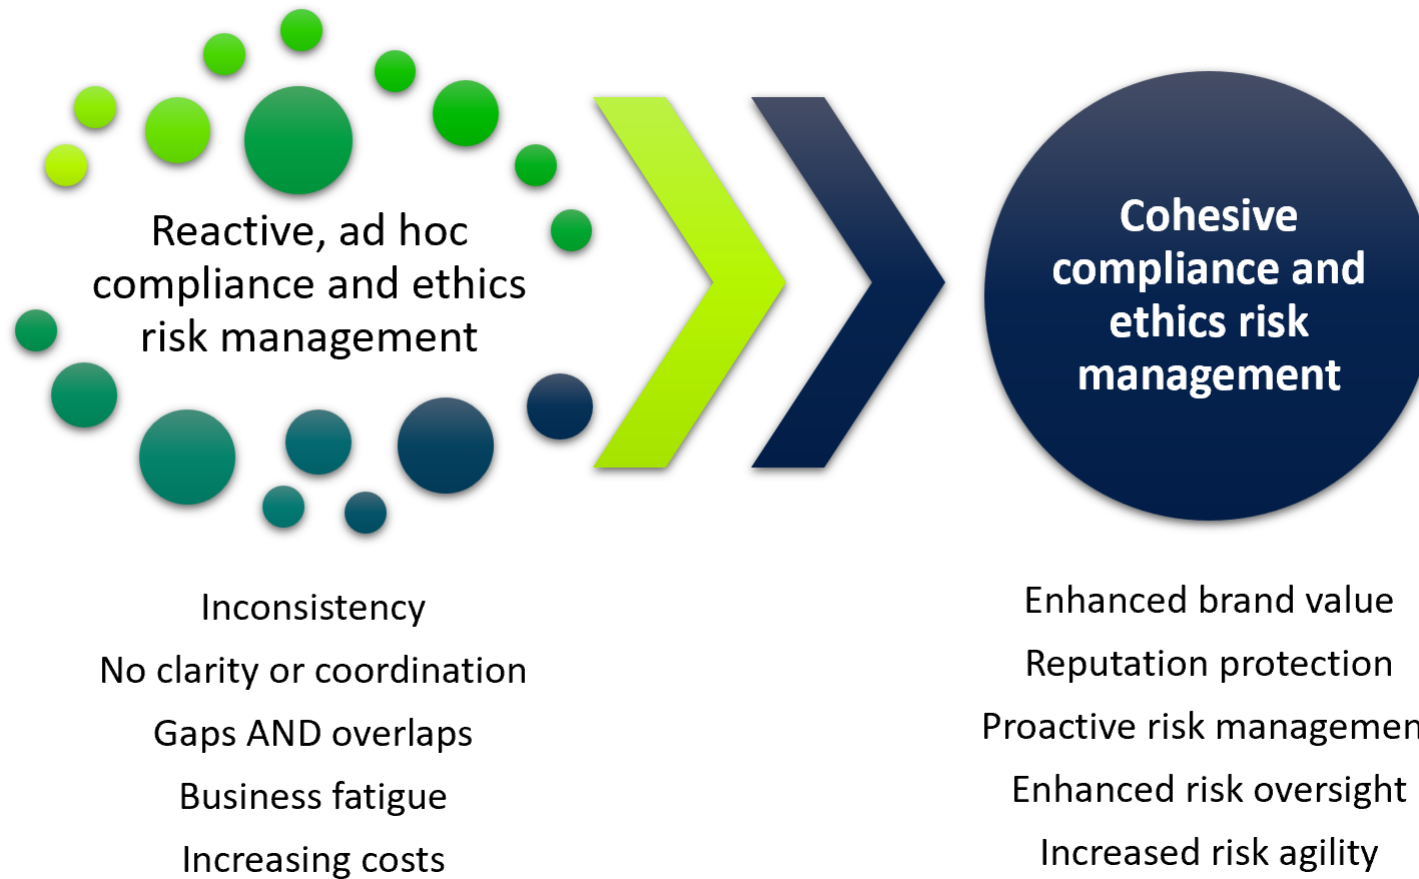 Reactive, ad hoc
compliance and ethics
risk management
Cohesive
compliance and
ethics risk
management
Inconsistency
No clarity or coordination
Gaps AND overlaps
Business fatigue
Increasing costs
Enhanced brand value
Reputation protection
Proactive risk managemen
Enhanced risk oversight
Increased risk agility